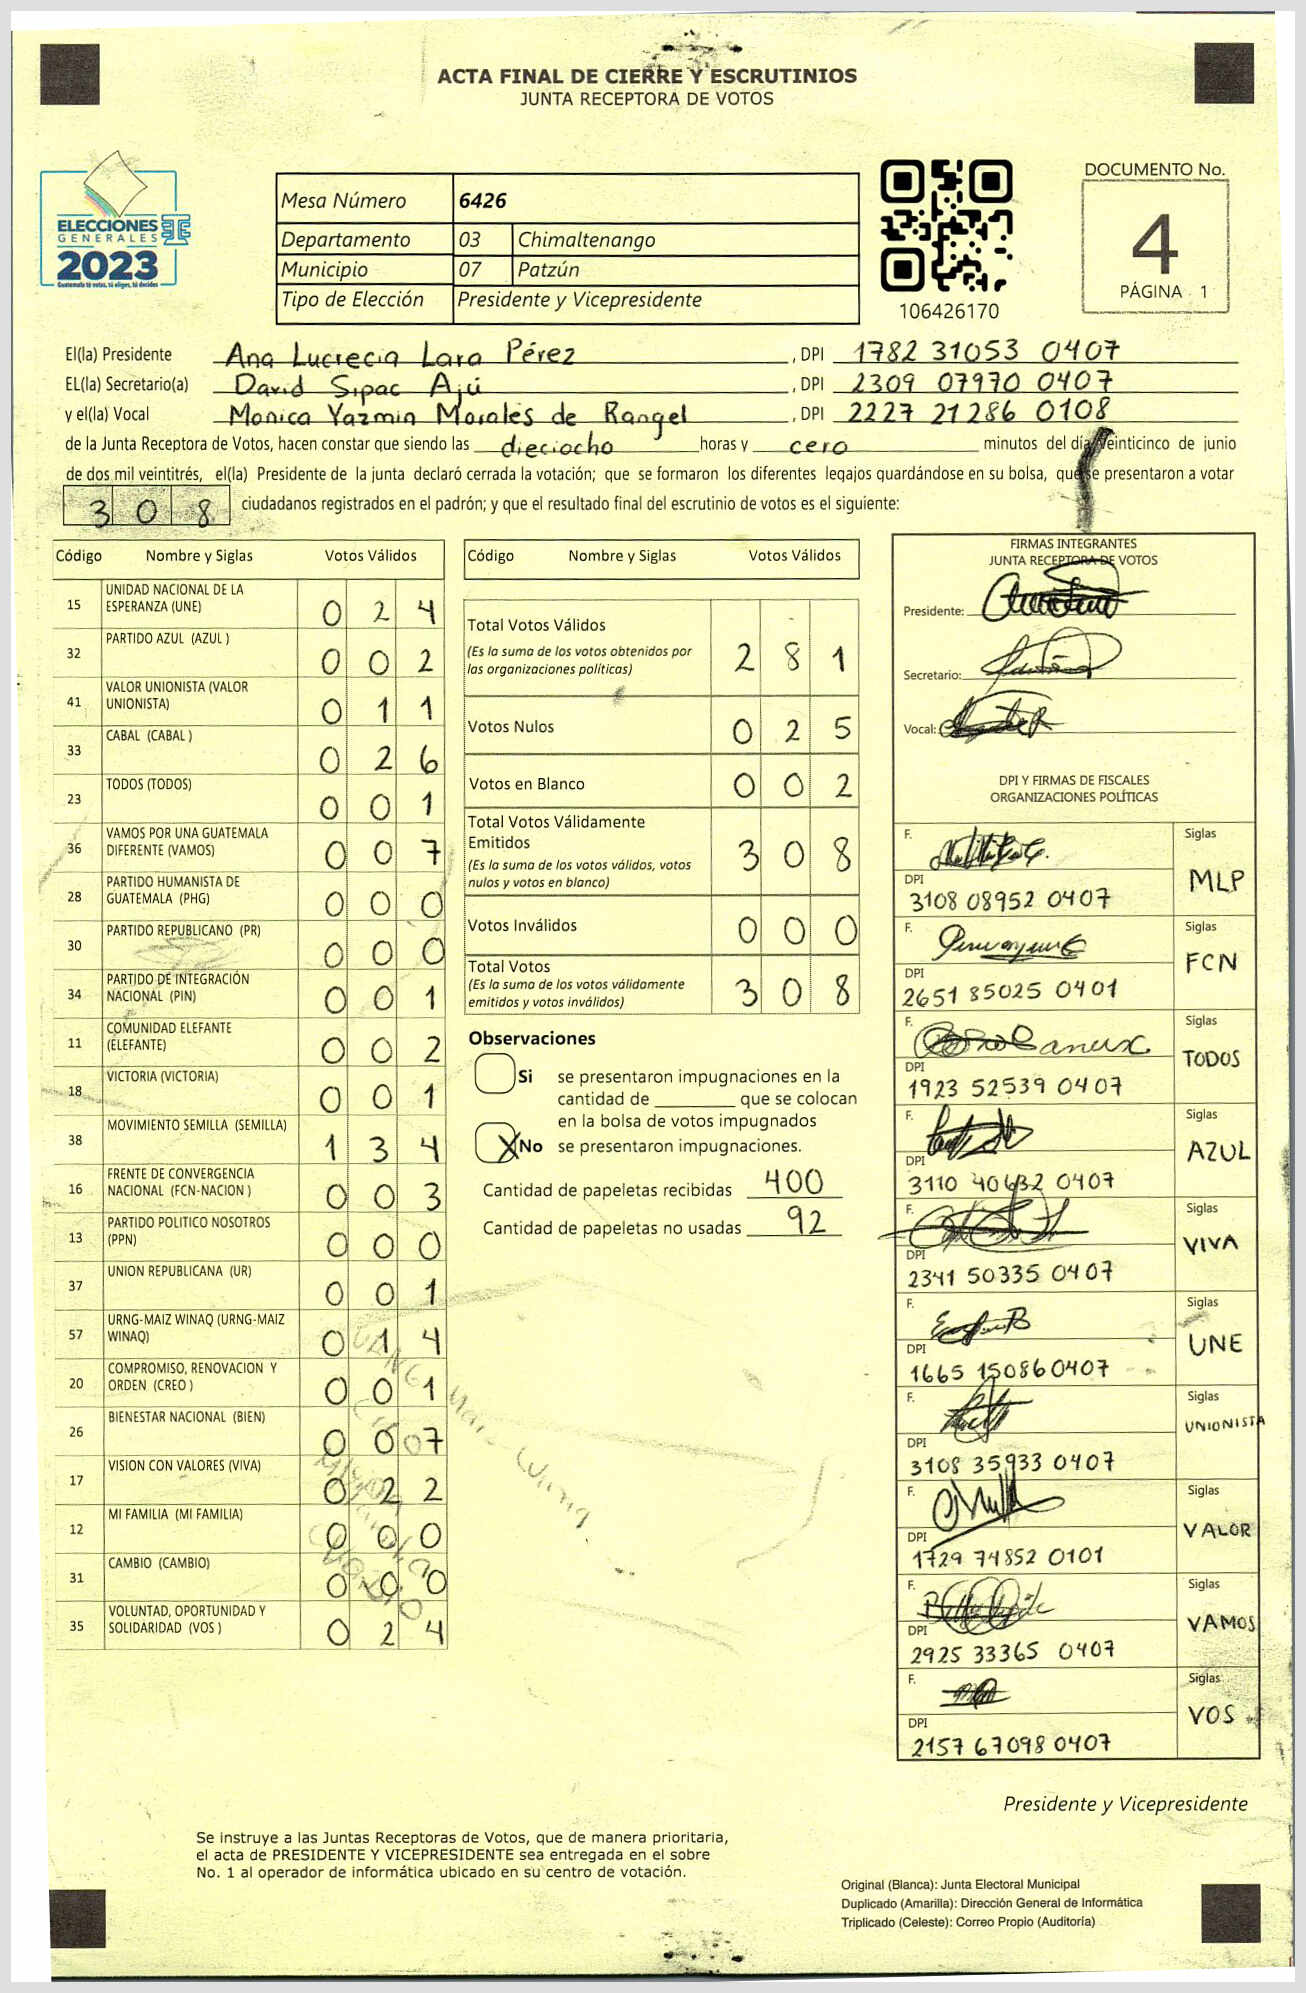 ACTA FINAL DE CIERRE Y ESCRUTINIOS
JUNTA RECEPTORA DE VOTOS
ELECCIONES
GENERALES
2023
Guatemala tú votas, tú eliges, tú decides
Mesa Número 6426
Departamento 03 Chimaltenango
Municipio 07 Patzún
Tipo de Elección Presidente y Vicepresidente
106426170
DOCUMENTO No.
4
PÁGINA 1
El(la) Presidente Ana Lucrecia Lara Pérez, DPI 1782 31053 0407
EL(la) Secretario(a) David Sipac Ajú, DPI 2309 07970 0407
y el(la) Vocal Monica Yazmin Morales de Rangel, DPI 2227 21286 0108
de la Junta Receptora de Votos, hacen constar que siendo las dieciocho horas y cero minutos del día Veinticinco de junio
de dos mil veintitrés, el(la) Presidente de la junta declaró cerrada la votación; que se formaron los diferentes legajos guardándose en su bolsa, que se presentaron a votar
308 ciudadanos registrados en el padrón; y que el resultado final del escrutinio de votos es el siguiente:
Código Nombre y Siglas Votos Válidos
15 UNIDAD NACIONAL DE LA ESPERANZA (UNE) 0 2 4
32 PARTIDO AZUL (AZUL ) 0 0 2
41 VALOR UNIONISTA (VALOR UNIONISTA) 0 1 1
33 CABAL (CABAL ) 0 2 6
23 TODOS (TODOS) 0 0 1
36 VAMOS POR UNA GUATEMALA DIFERENTE (VAMOS) 0 0 7
28 PARTIDO HUMANISTA DE GUATEMALA (PHG) 0 0 0
30 PARTIDO REPUBLICANO (PR) 0 0 0
34 PARTIDO DE INTEGRACIÓN NACIONAL (PIN) 0 0 1
11 COMUNIDAD ELEFANTE (ELEFANTE) 0 0 2
18 VICTORIA (VICTORIA) 0 0 1
38 MOVIMIENTO SEMILLA (SEMILLA) 1 3 4
16 FRENTE DE CONVERGENCIA NACIONAL (FCN-NACION ) 0 0 3
13 PARTIDO POLITICO NOSOTROS (PPN) 0 0 0
37 UNION REPUBLICANA (UR) 0 0 1
57 URNG-MAIZ WINAQ (URNG-MAIZ WINAQ) 0 1 4
20 COMPROMISO, RENOVACION Y ORDEN (CREO ) 0 0 1
26 BIENESTAR NACIONAL (BIEN) 0 0 7
17 VISION CON VALORES (VIVA) 0 2 2
12 MI FAMILIA (MI FAMILIA) 0 0 0
31 CAMBIO (CAMBIO) 0 0 0
35 VOLUNTAD, OPORTUNIDAD Y SOLIDARIDAD (VOS ) 0 2 4
Código Nombre y Siglas Votos Válidos
Total Votos Válidos 2 8 1
(Es la suma de los votos obtenidos por
las organizaciones políticas)
Votos Nulos 0 2 5
Votos en Blanco 0 0 2
Total Votos Válidamente
Emitidos 3 0 8
(Es la suma de los votos válidos, votos
nulos y votos en blanco)
Votos Inválidos 0 0 0
Total Votos
(Es la suma de los votos válidamente
emitidos y votos inválidos) 3 0 8
Observaciones
Si se presentaron impugnaciones en la
cantidad de ________ que se colocan
en la bolsa de votos impugnados
X No se presentaron impugnaciones.
Cantidad de papeletas recibidas 400
Cantidad de papeletas no usadas 92
FIRMAS INTEGRANTES
JUNTA RECEPTORA DE VOTOS
Presidente:
Secretario:
Vocal:
DPI Y FIRMAS DE FISCALES
ORGANIZACIONES POLÍTICAS
F. Siglas
DPI MLP
3108 08952 0407
F. Siglas
DPI FCN
2651 85025 0401
F. Siglas
DPI TODOS
1923 52539 0407
F. Siglas
DPI AZUL
3110 40632 0407
F. Siglas
DPI VIVA
2341 50335 0407
F. Siglas
DPI UNE
1665 15086 0407
F. Siglas
DPI UNIONISTA
3108 35933 0407
F. Siglas
DPI VALOR
1729 74852 0101
F. Siglas
DPI VAMOS
2925 33365 0407
F. Siglas
DPI VOS
2157 67098 0407
Presidente y Vicepresidente
Se instruye a las Juntas Receptoras de Votos, que de manera prioritaria,
el acta de PRESIDENTE Y VICEPRESIDENTE sea entregada en el sobre
No. 1 al operador de informática ubicado en su centro de votación.
Original (Blanca): Junta Electoral Municipal
Duplicado (Amarilla): Dirección General de Informática
Triplicado (Celeste): Correo Propio (Auditoría)